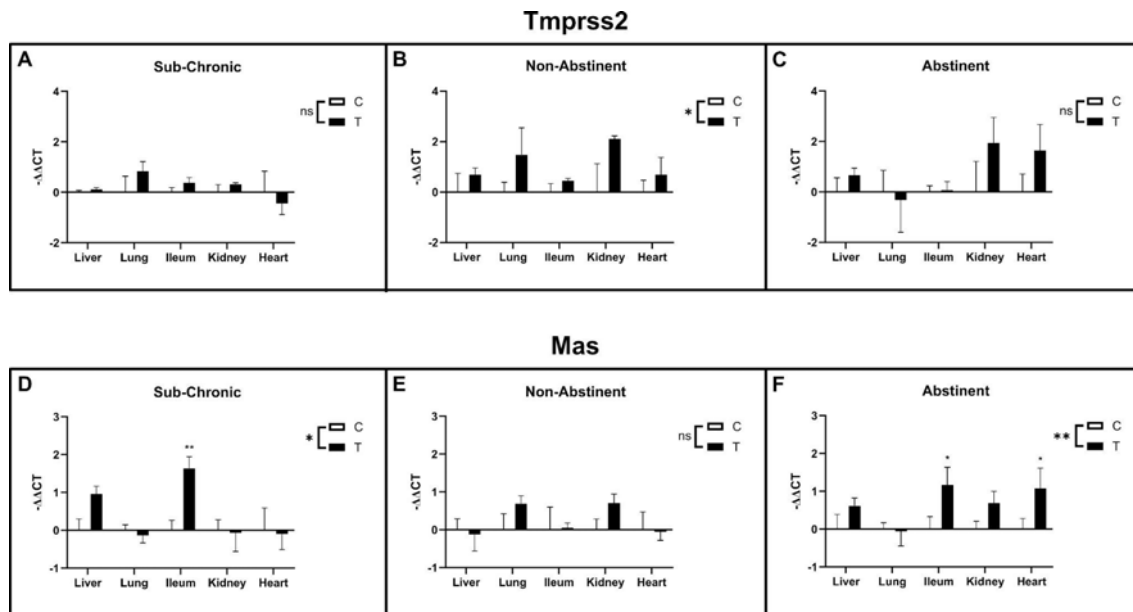 Tmprss2
A
Sub-Chronic
ns
C
T
-ΔΔCT
4
2
0
-2
Liver Lung Ileum Kidney Heart
B
Non-Abstinent
*
C
T
-ΔΔCT
4
2
0
-2
Liver Lung Ileum Kidney Heart
C
Abstinent
ns
C
T
-ΔΔCT
4
2
0
-2
Liver Lung Ileum Kidney Heart
Mas
D
Sub-Chronic
*
C
T
**
-ΔΔCT
3
2
1
0
-1
Liver Lung Ileum Kidney Heart
E
Non-Abstinent
ns
C
T
-ΔΔCT
3
2
1
0
-1
Liver Lung Ileum Kidney Heart
F
Abstinent
**
C
T
* *
-ΔΔCT
3
2
1
0
-1
Liver Lung Ileum Kidney Heart